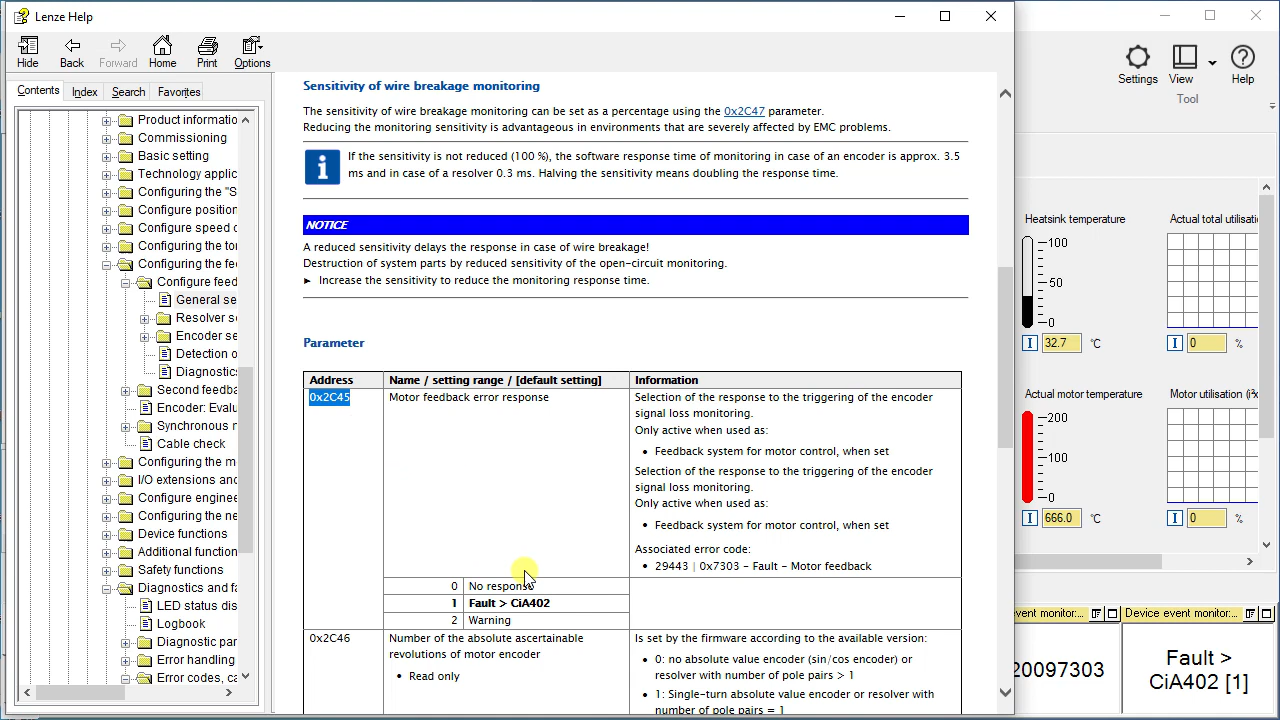 Lenze Help
Hide
Back
Forward
Home
Print
Options
Settings
View
Help
Tool
Contents
Index
Search
Favorites
Product informatio
Commissioning
Basic setting
Technology applic
Configuring the "S
Configure position
Configure speed c
Configuring the to
Configuring the fe
Configure feed
General se
Resolver se
Encoder se
Detection o
Diagnostic
Second feedba
Encoder: Evalu
Synchronous m
Cable check
Configuring the m
I/O extensions and
Configure engine
Configuring the ne
Device functions
Additional function
Safety functions
Diagnostics and fa
LED status dis
Logbook
Diagnostic par
Error handling
Error codes, ca
Sensitivity of wire breakage monitoring
The sensitivity of wire breakage monitoring can be set as a percentage using the 0x2C47 parameter.
Reducing the monitoring sensitivity is advantageous in environments that are severely affected by EMC problems.
If the sensitivity is not reduced (100 %), the software response time of monitoring in case of an encoder is approx. 3.5
ms and in case of a resolver 0.3 ms. Halving the sensitivity means doubling the response time.
NOTICE
A reduced sensitivity delays the response in case of wire breakage!
Destruction of system parts by reduced sensitivity of the open-circuit monitoring.
► Increase the sensitivity to reduce the monitoring response time.
Parameter
Address Name / setting range / [default setting] Information
0x2C45 Motor feedback error response Selection of the response to the triggering of the encoder
signal loss monitoring.
Only active when used as:
• Feedback system for motor control, when set
Selection of the response to the triggering of the encoder
signal loss monitoring.
Only active when used as:
• Feedback system for motor control, when set
Associated error code:
• 29443 | 0x7303 - Fault - Motor feedback
0 No response
1 Fault > CiA402
2 Warning
0x2C46 Number of the absolute ascertainable Is set by the firmware according to the available version:
revolutions of motor encoder
• Read only
• 0: no absolute value encoder (sin/cos encoder) or
resolver with number of pole pairs > 1
• 1: Single-turn absolute value encoder or resolver with
number of pole pairs = 1
Heatsink temperature
100
50
0
I 32.7 °C
Actual total utilisati
I 0 %
Actual motor temperature
200
100
0
I 666.0 °C
Motor utilisation (i²x
I 0 %
vent monitor:...
Device event monitor:...
20097303
Fault >
CiA402 [1]